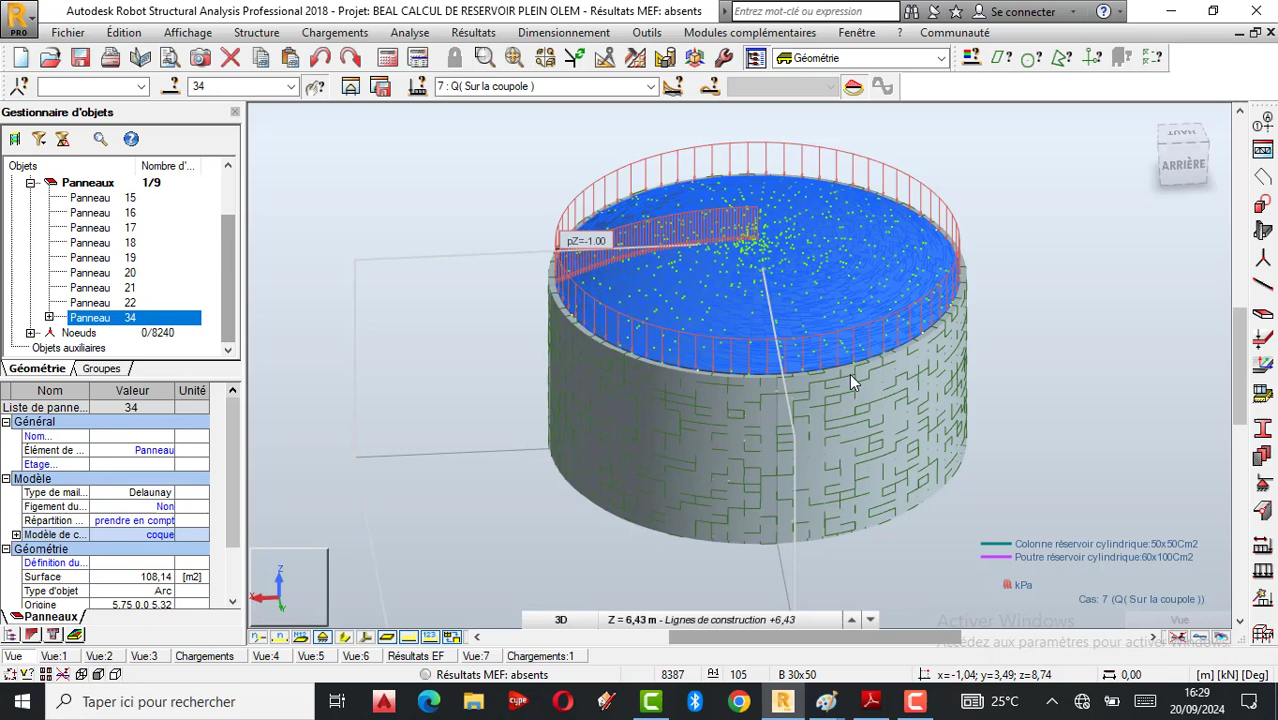 Autodesk Robot Structural Analysis Professional 2018 - Projet: BEAL CALCUL DE RESERVOIR PLEIN OLEM - Résultats MEF: absents
Entrez mot-clé ou expression
Se connecter
PRO
Fichier Édition Affichage Structure Chargements Analyse Résultats Dimensionnement Outils Modules complémentaires Fenêtre ? Communauté
Géométrie
34
7 : Q( Sur la coupole )
Gestionnaire d'objets
Objets Nombre d'...
Panneaux 1/9
Panneau 15
Panneau 16
Panneau 17
Panneau 18
Panneau 19
Panneau 20
Panneau 21
Panneau 22
Panneau 34
Noeuds 0/8240
Objets auxiliaires
Géométrie Groupes
Nom Valeur Unité
Liste de panne... 34
Général
Nom...
Élément de ... Panneau
Etage...
Modèle
Type de mail... Delaunay
Figement du... Non
Répartition ... prendre en compt
Modèle de c... coque
Géométrie
Définition du...
Surface 108,14 [m2]
Type d'objet Arc
Origine 5.75 0.0 5.32
Panneaux
HAUT
ARRIÈRE
pZ=-1.00
Colonne réservoir cylindrique:50x50Cm2
Poutre réservoir cylindrique:60x100Cm2
kPa
Cas: 7 (Q( Sur la coupole ))
Activer Windows
Accédez aux paramètres pour activer Windows.
Vue
Z
X
Y
3D Z = 6,43 m - Lignes de construction +6,43
Vue Vue:1 Vue:2 Vue:3 Chargements Vue:4 Vue:5 Vue:6 Résultats EF Vue:7 Chargements:1
Résultats MEF: absents 8387 105 B 30x50 x=-1,04; y=3,49; z=8,74 0,00 [m] [kN] [Deg]
Taper ici pour rechercher
25°C
16:29
20/09/2024